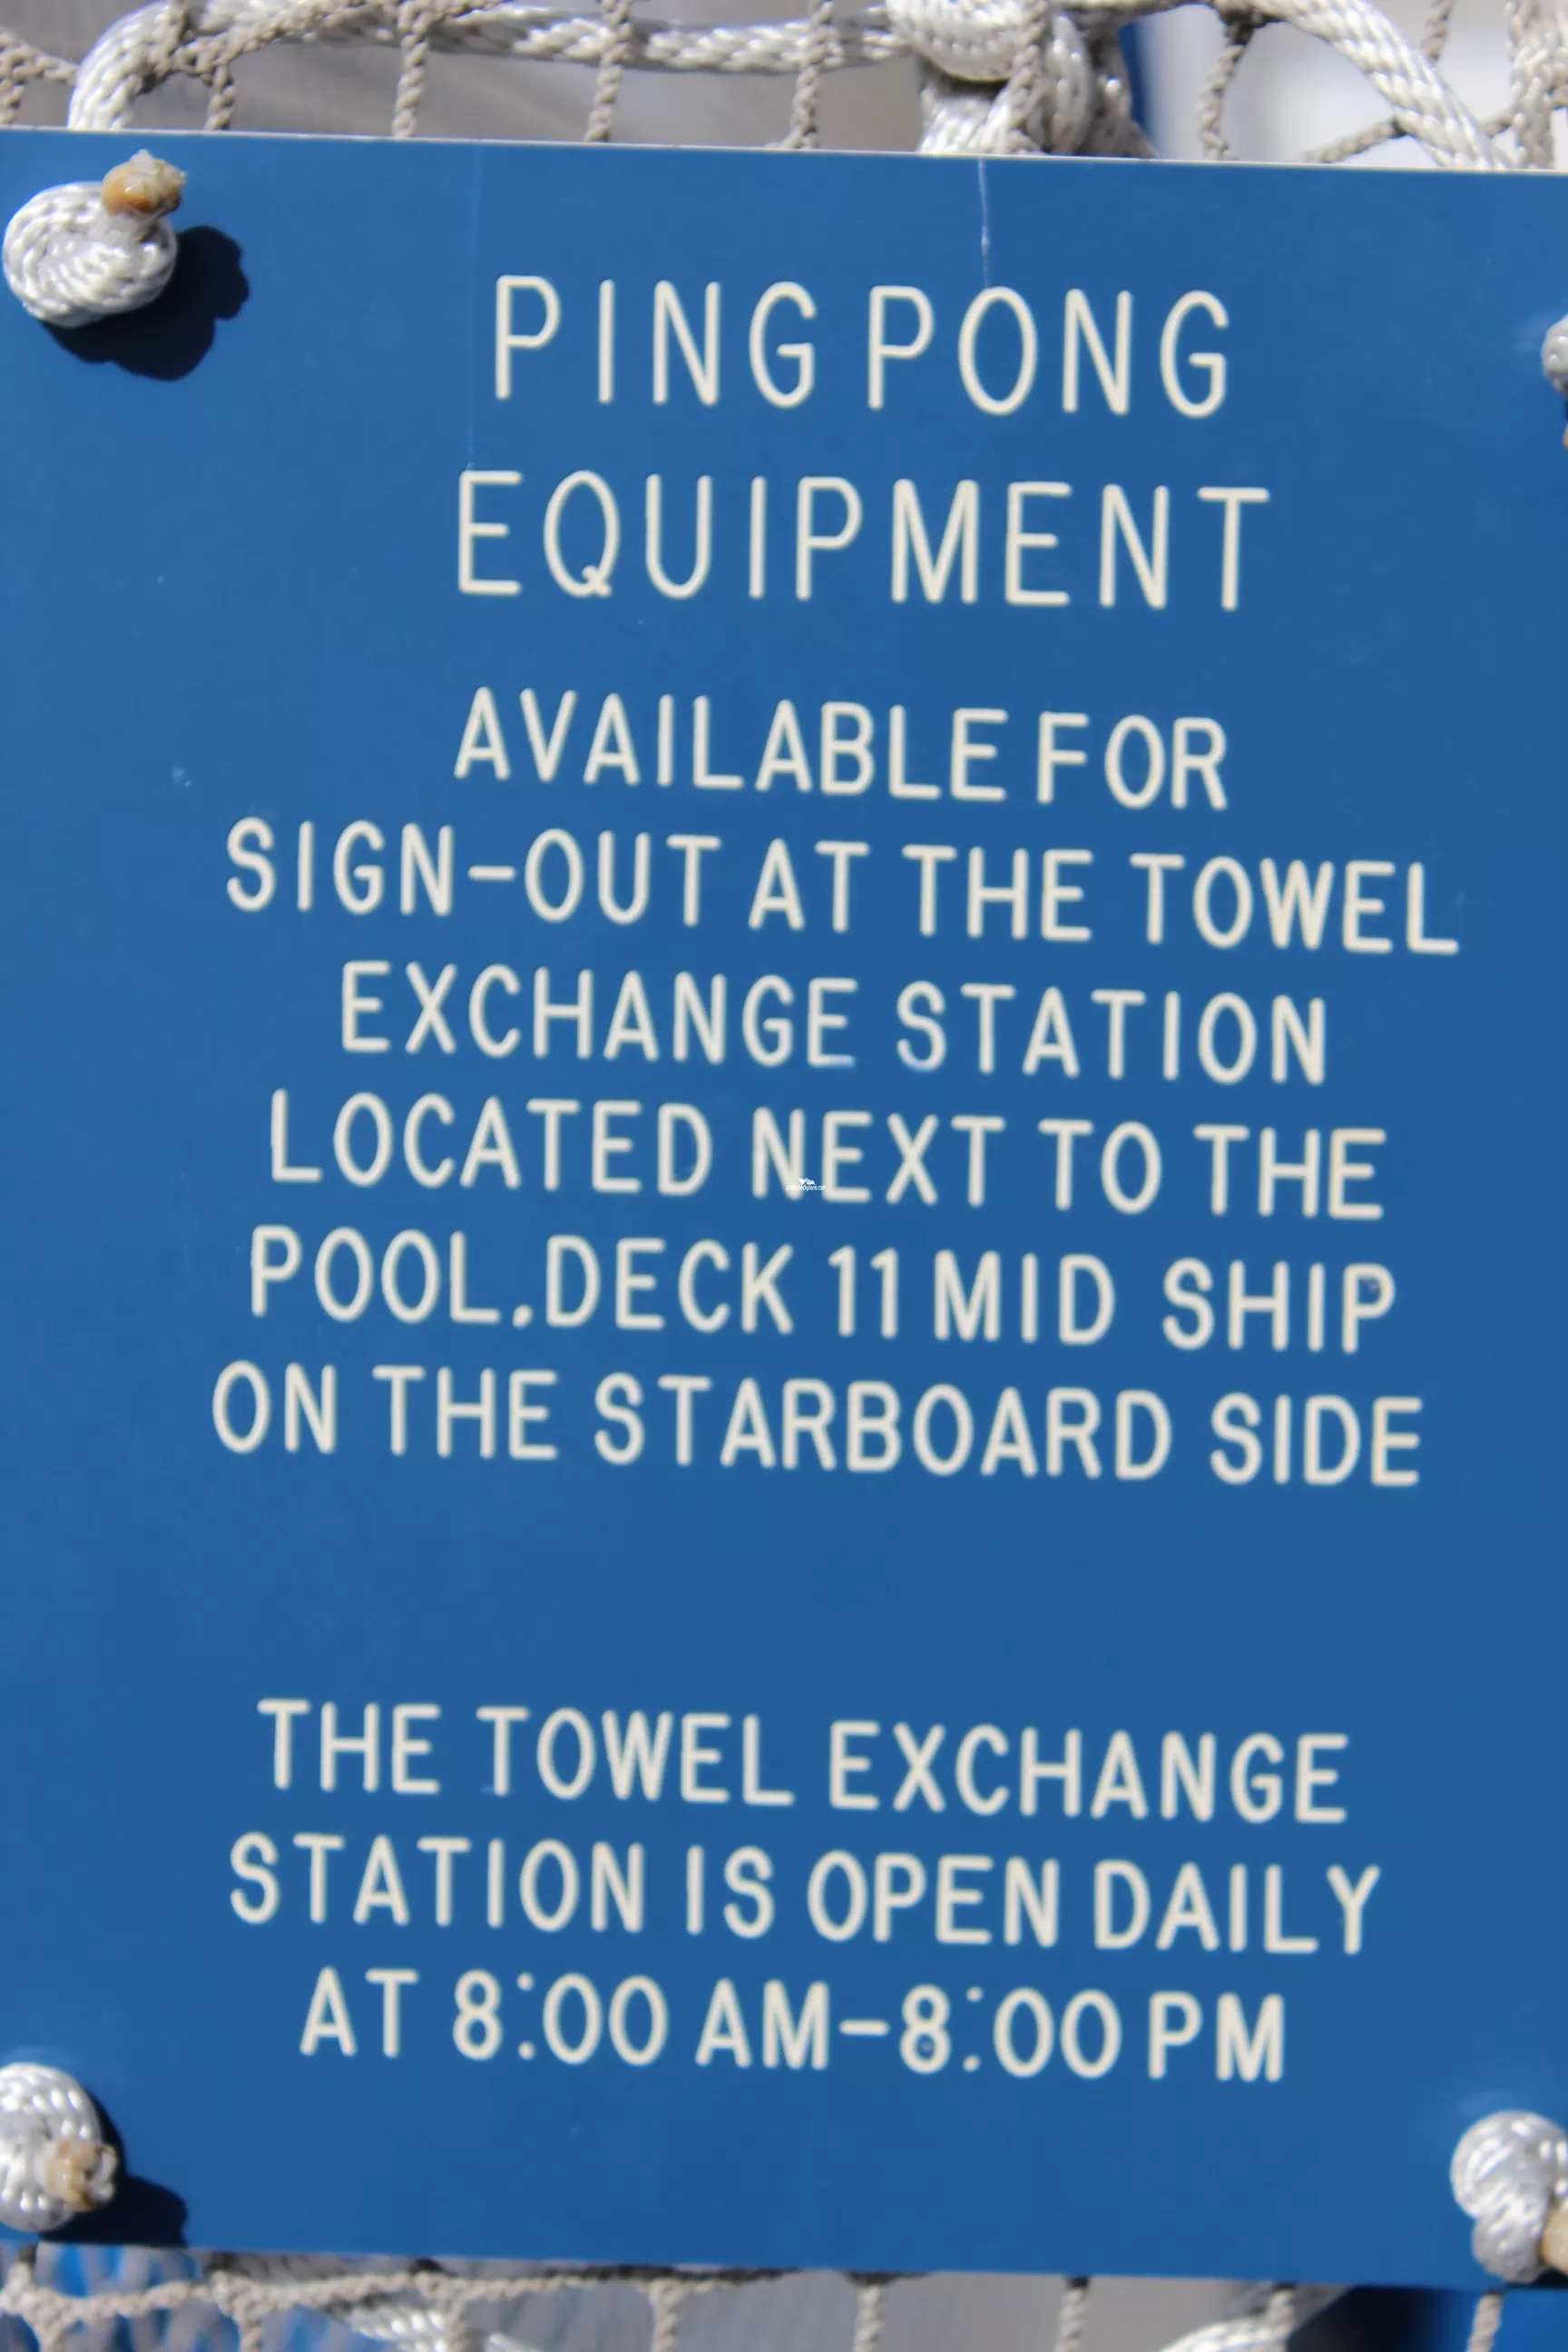 PING PONG
EQUIPMENT
AVAILABLE FOR
SIGN-OUT AT THE TOWEL
EXCHANGE STATION
LOCATED NEXT TO THE
POOL, DECK 11 MID SHIP
ON THE STARBOARD SIDE
THE TOWEL EXCHANGE
STATION IS OPEN DAILY
AT 8:00 AM-8:00 PM